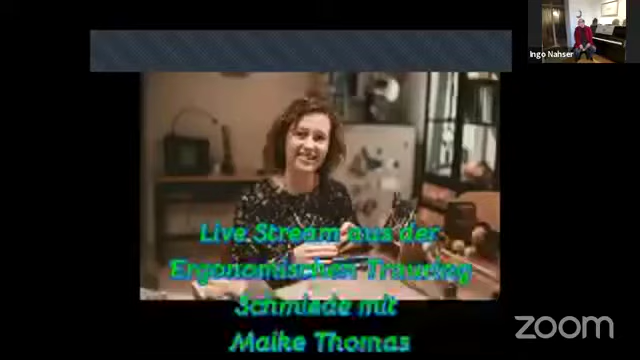 Ingo Nahser
Live Stream aus der
Ergonomischen Trauring
Schmiede mit
Maike Thomas
zoom